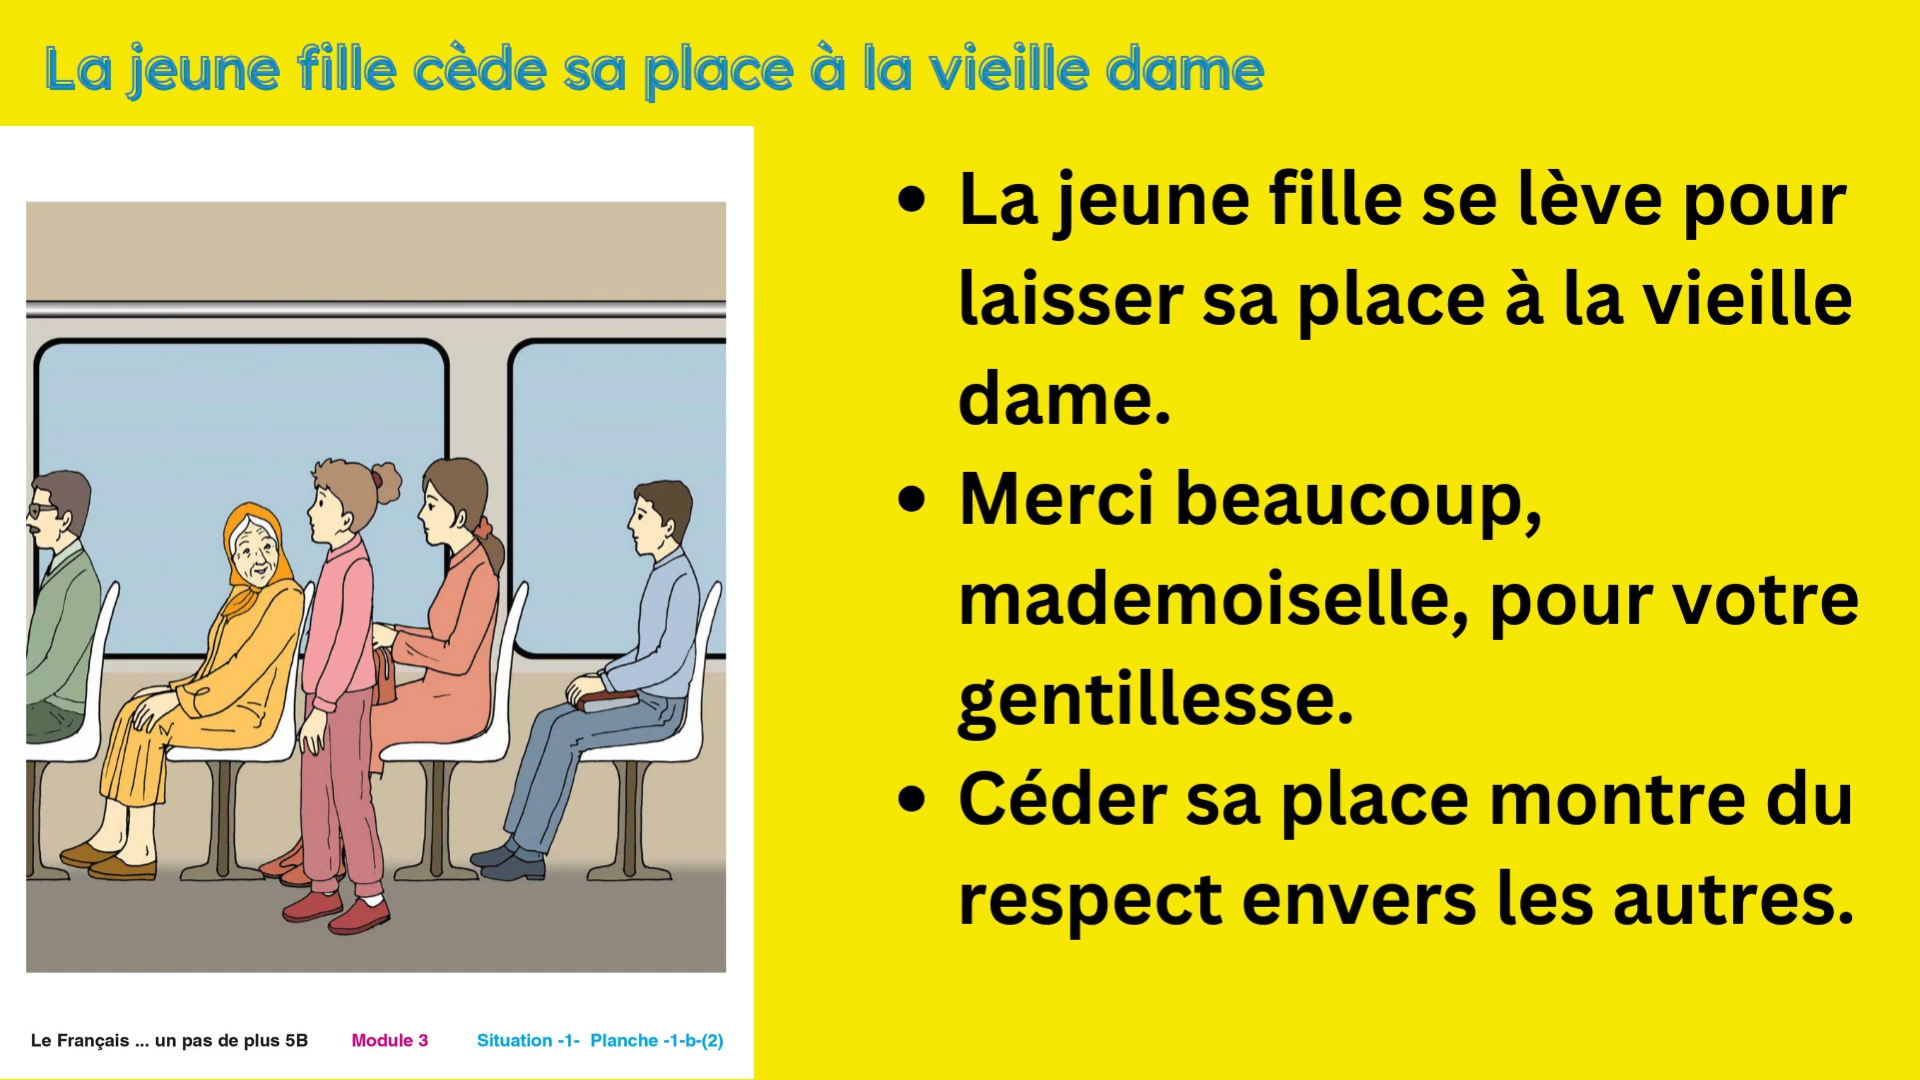 La jeune fille cède sa place à la vieille dame
• La jeune fille se lève pour
laisser sa place à la vieille
dame.
• Merci beaucoup,
mademoiselle, pour votre
gentillesse.
• Céder sa place montre du
respect envers les autres.
Le Français ... un pas de plus 5B Module 3 Situation -1- Planche -1-b-(2)